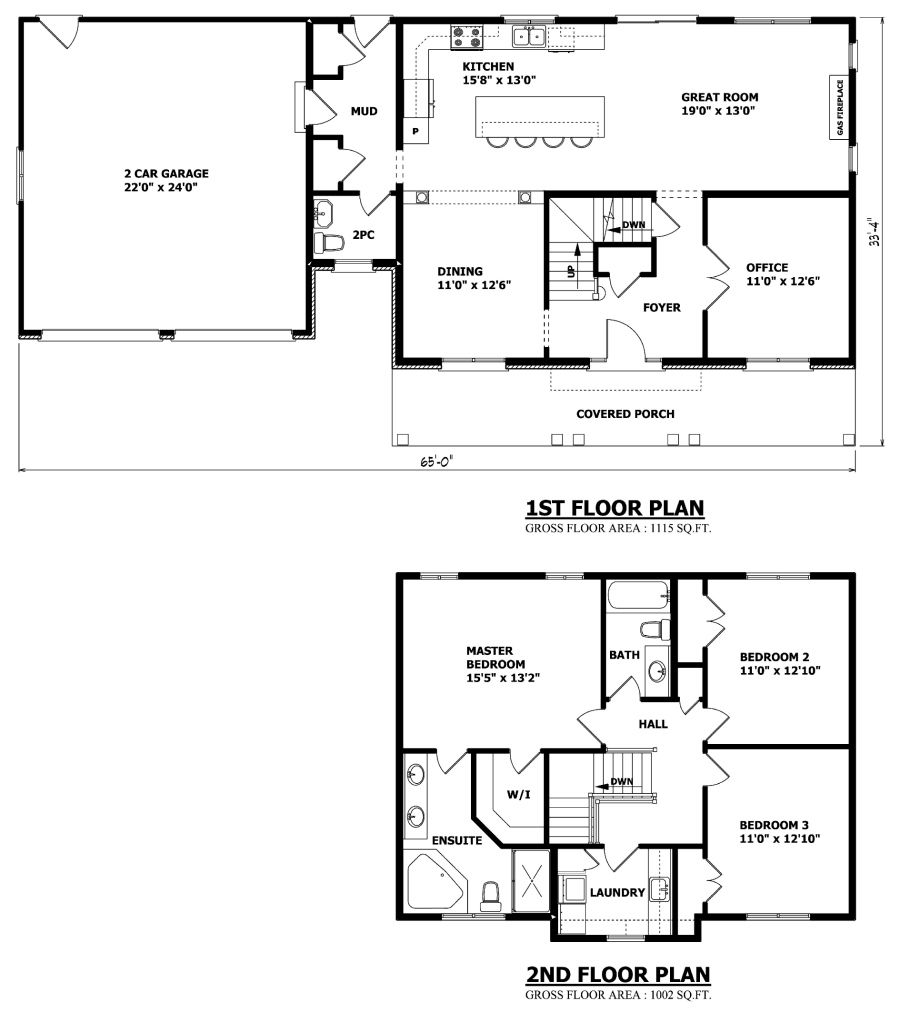 KITCHEN
15'8" x 13'0"
GREAT ROOM
19'0" x 13'0"
GAS FIREPLACE
MUD
P
2 CAR GARAGE
22'0" x 24'0"
2PC
DINING
11'0" x 12'6"
DWN
UP
FOYER
OFFICE
11'0" x 12'6"
33'-4"
COVERED PORCH
65'-0"
1ST FLOOR PLAN
GROSS FLOOR AREA : 1115 SQ.FT.
MASTER
BEDROOM
15'5" x 13'2"
BATH
BEDROOM 2
11'0" x 12'10"
HALL
W/I
DWN
ENSUITE
BEDROOM 3
11'0" x 12'10"
LAUNDRY
2ND FLOOR PLAN
GROSS FLOOR AREA : 1002 SQ.FT.